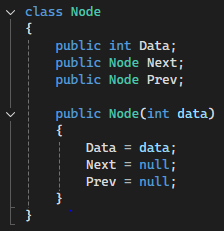 class Node
{
    public int Data;
    public Node Next;
    public Node Prev;
    public Node(int data)
    {
        Data = data;
        Next = null;
        Prev = null;
    }
}